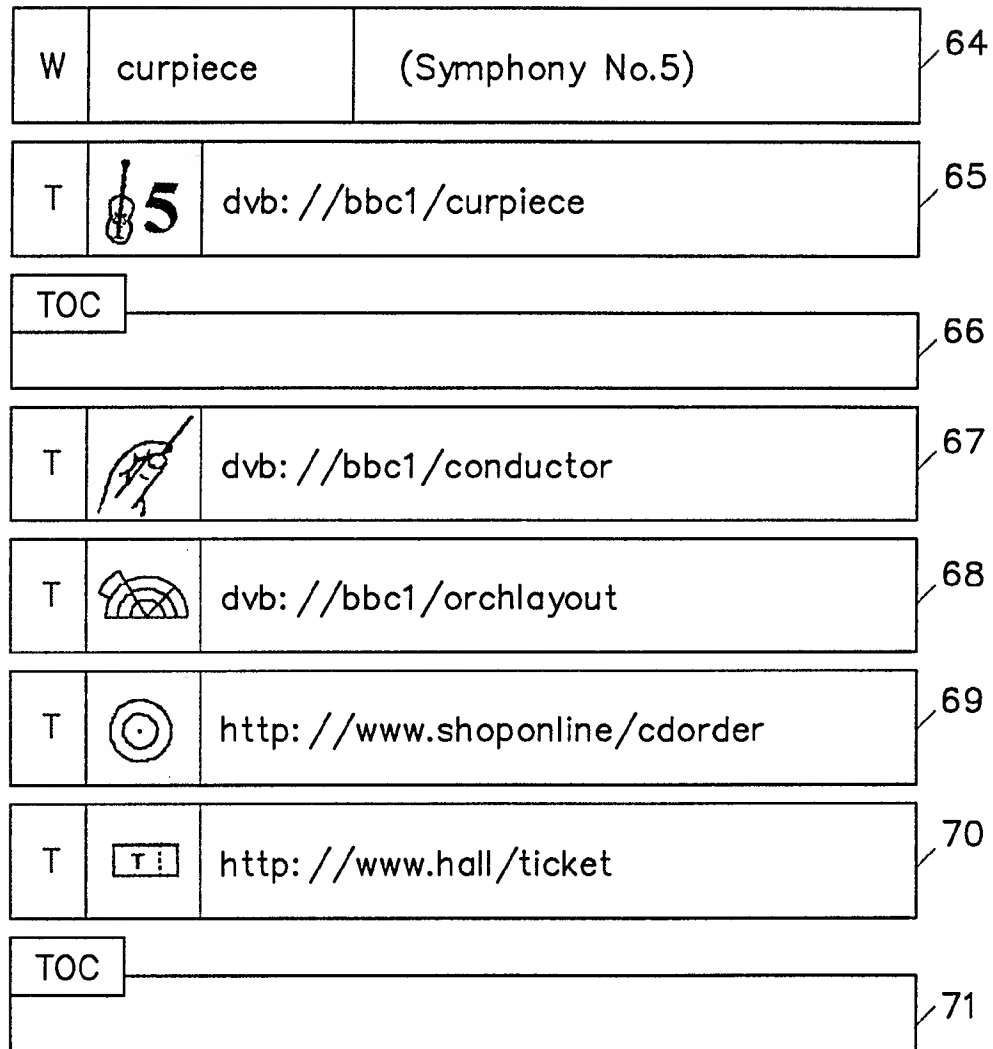 W curpiece (Symphony No.5) 64
T 5 dvb: //bbc1/curpiece 65
TOC
66
T dvb: //bbc1/conductor 67
T dvb: //bbc1/orchlayout 68
T http: //www.shoponline/cdorder 69
T T http: //www.hall/ticket 70
TOC
71